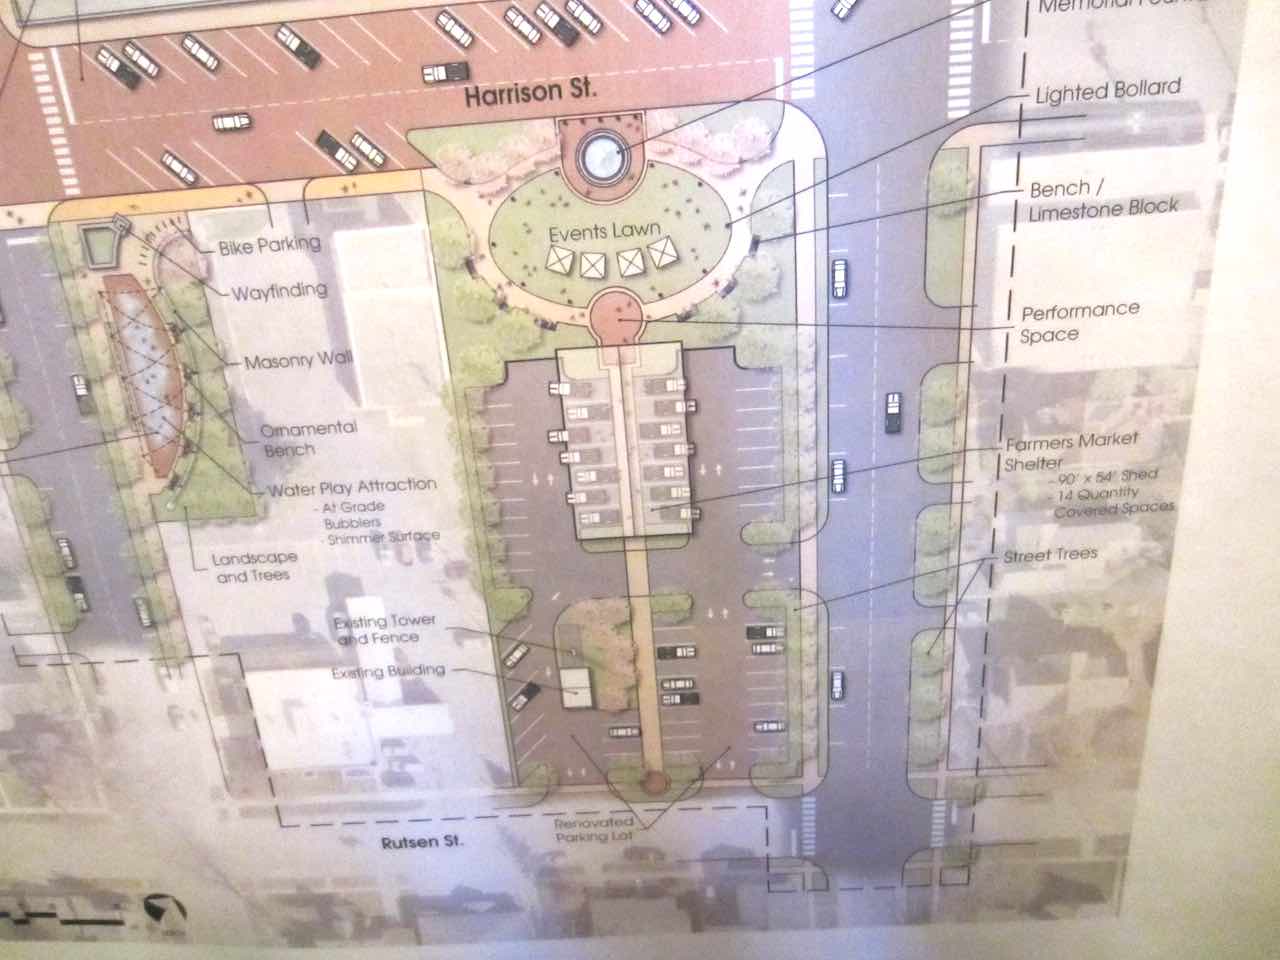 Memorial
Harrison St.
Lighted Bollard
Bench /
Limestone Block
Events Lawn
Bike Parking
Wayfinding
Performance
Space
Masonry Wall
Ornamental
Bench
Farmers Market
Shelter
- 90' x 54' Shed
- 14 Quantity
Covered Spaces
Water Play Attraction
- At Grade
Bubblers
- Shimmer Surface
Landscape
and Trees
Street Trees
Existing Tower
and Fence
Existing Building
Renovated
Parking Lot
Rutsen St.